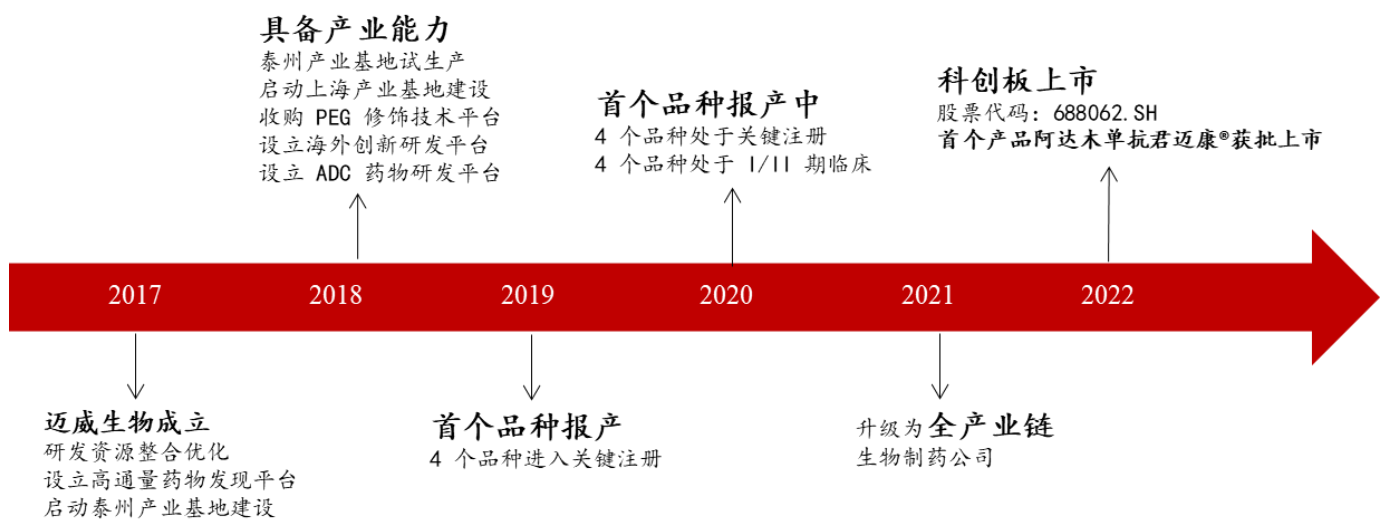 具备产业能力
泰州产业基地试生产
启动上海产业基地建设
收购 PEG 修饰技术平台
设立海外创新研发平台
设立 ADC 药物研发平台
首个品种报产中
4 个品种处于关键注册
4 个品种处于 I/II 期临床
科创板上市
股票代码: 688062.SH
首个产品阿达木单抗君迈康®获批上市
2017
2018
2019
2020
2021
2022
迈威生物成立
研发资源整合优化
设立高通量药物发现平台
启动泰州产业基地建设
首个品种报产
4 个品种进入关键注册
升级为全产业链
生物制药公司